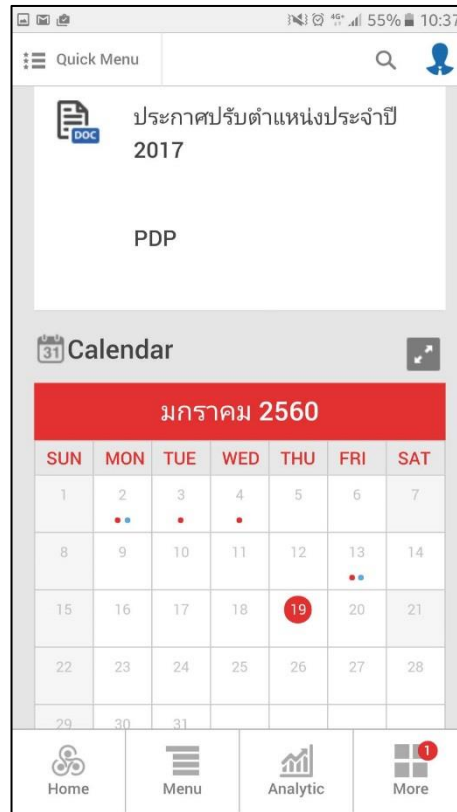 55% 10:37
Quick Menu
DOC
ประกาศปรับตำแหน่งประจำปี
2017
PDP
31 Calendar
มกราคม 2560
SUN MON TUE WED THU FRI SAT
1 2 3 4 5 6 7
8 9 10 11 12 13 14
15 16 17 18 19 20 21
22 23 24 25 26 27 28
29 30 31
1
Home Menu Analytic More